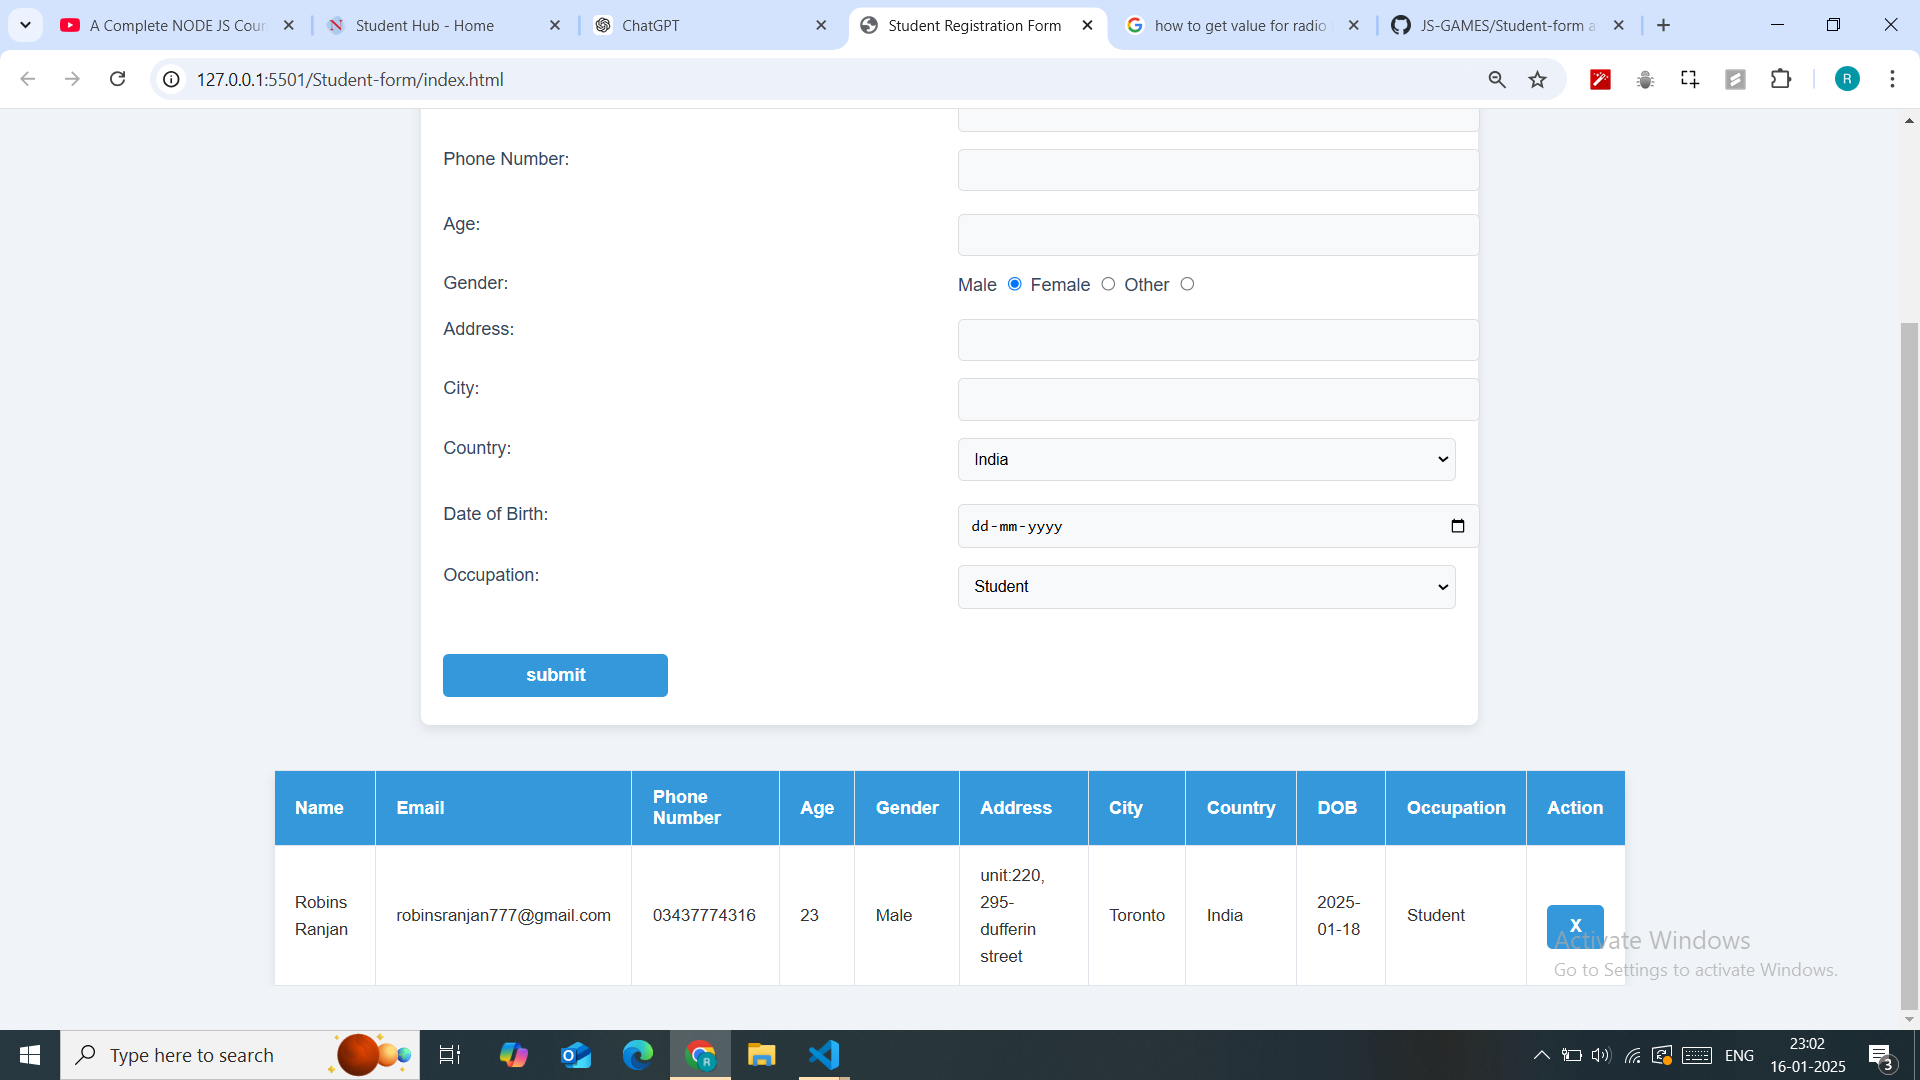 A Complete NODE JS Cour
Student Hub - Home
ChatGPT
Student Registration Form
how to get value for radio
JS-GAMES/Student-form a
127.0.0.1:5501/Student-form/index.html
R
Phone Number:
Age:
Gender:
Male Female Other
Address:
City:
Country:
India
Date of Birth:
dd-mm-yyyy
Occupation:
Student
submit
Name Email Phone Number Age Gender Address City Country DOB Occupation Action
Robins Ranjan robinsranjan777@gmail.com 03437774316 23 Male unit:220, 295-dufferin street Toronto India 2025-01-18 Student X
Activate Windows
Go to Settings to activate Windows.
Type here to search
ENG
23:02
16-01-2025
3